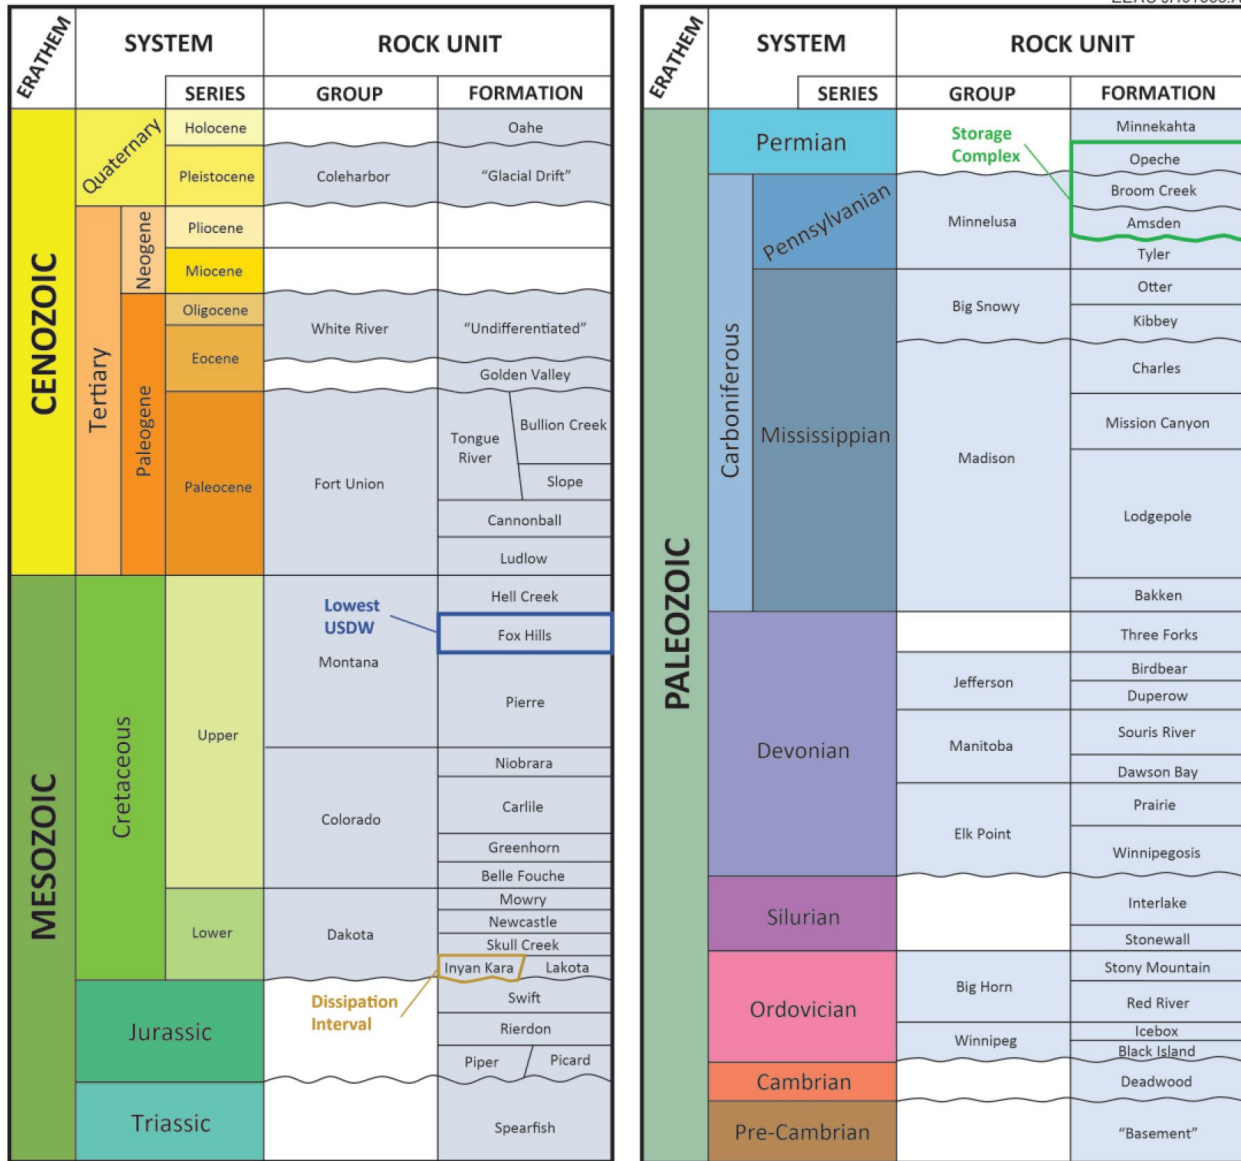 EERC
ERATHEM
SYSTEM
ROCK UNIT
SERIES
GROUP
FORMATION
CENOZOIC
Quaternary
Holocene
Oahe
Pleistocene
Coleharbor
“Glacial Drift”
Tertiary
Neogene
Pliocene
Miocene
Paleogene
Oligocene
White River
“Undifferentiated”
Eocene
Golden Valley
Paleocene
Fort Union
Tongue
River
Bullion Creek
Slope
Cannonball
Ludlow
MESOZOIC
Cretaceous
Upper
Montana
Hell Creek
Lowest
USDW
Fox Hills
Pierre
Colorado
Niobrara
Carlile
Greenhorn
Belle Fouche
Lower
Dakota
Mowry
Newcastle
Skull Creek
Inyan Kara
Lakota
Dissipation
Interval
Jurassic
Swift
Rierdon
Piper
Picard
Triassic
Spearfish
ERATHEM
SYSTEM
ROCK UNIT
SERIES
GROUP
FORMATION
PALEOZOIC
Permian
Minnekahta
Storage
Complex
Opeche
Carboniferous
Pennsylvanian
Minnelusa
Broom Creek
Amsden
Tyler
Mississippian
Big Snowy
Otter
Kibbey
Madison
Charles
Mission Canyon
Lodgepole
Bakken
Devonian
Three Forks
Jefferson
Birdbear
Duperow
Manitoba
Souris River
Dawson Bay
Elk Point
Prairie
Winnipegosis
Silurian
Interlake
Stonewall
Ordovician
Big Horn
Stony Mountain
Red River
Winnipeg
Icebox
Black Island
Cambrian
Deadwood
Pre-Cambrian
“Basement”